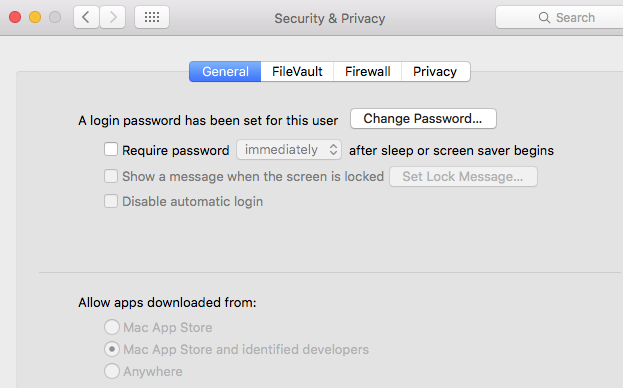 Security & Privacy
Search
General FileVault Firewall Privacy
A login password has been set for this user Change Password...
Require password immediately after sleep or screen saver begins
Show a message when the screen is locked Set Lock Message...
Disable automatic login
Allow apps downloaded from:
Mac App Store
Mac App Store and identified developers
Anywhere